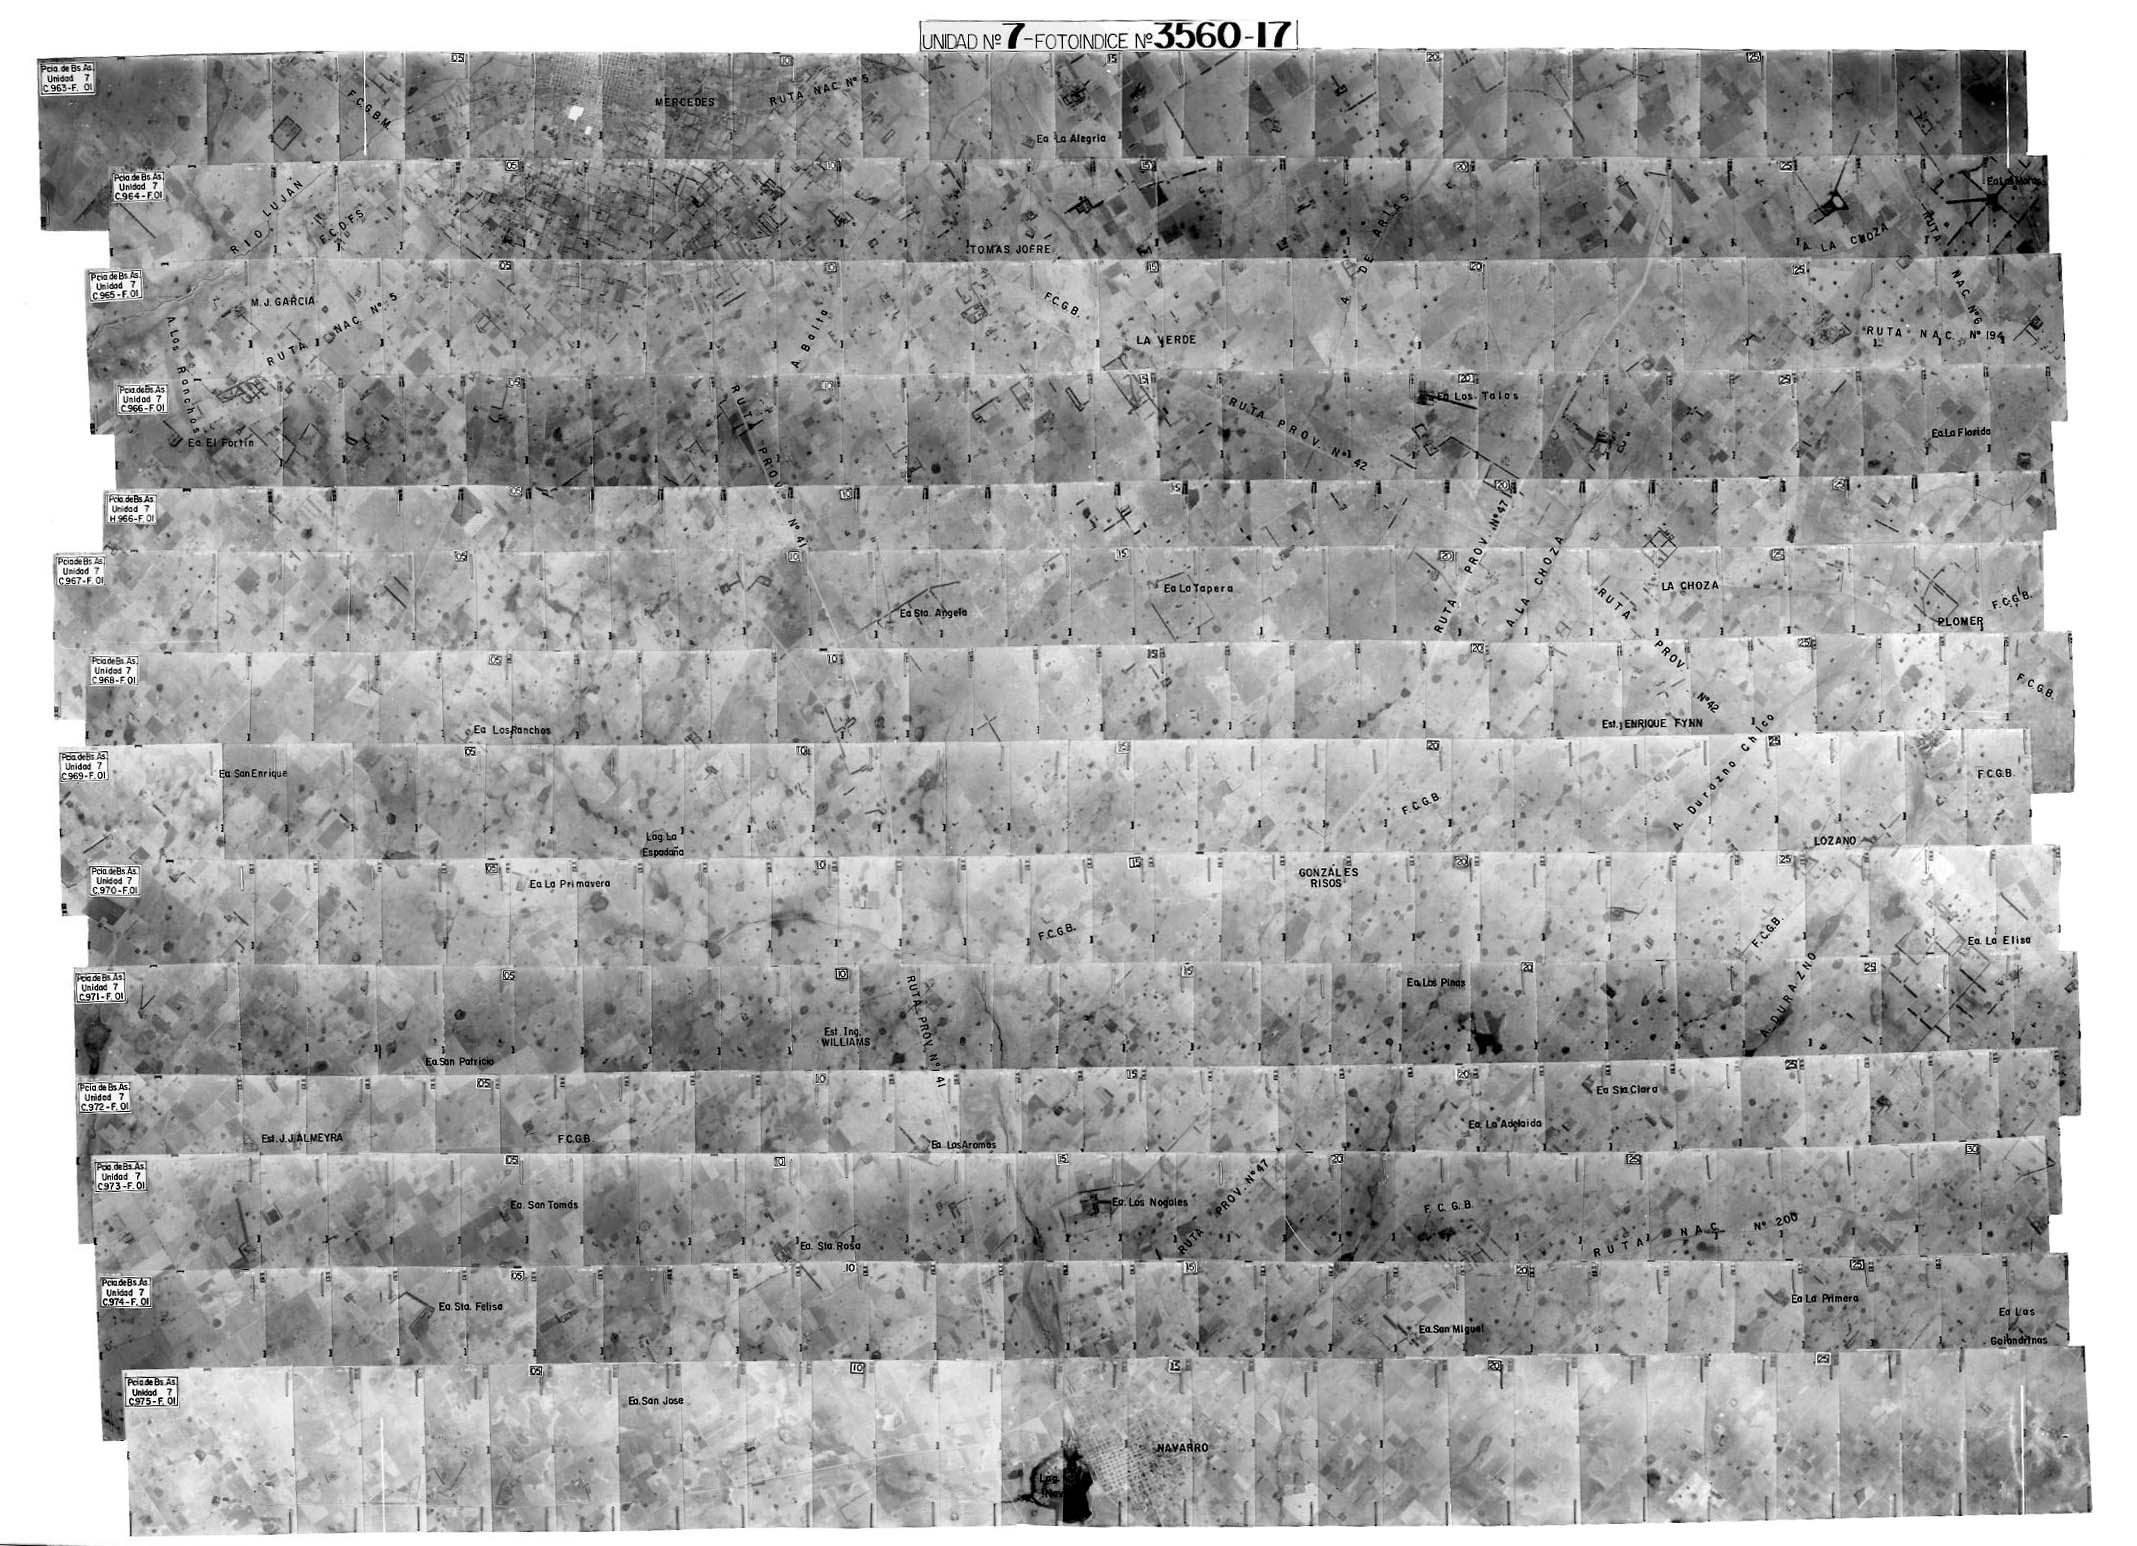 UNIDAD Nº 7-FOTOINDICE Nº 3560-17
Pcia. de Bs. As.
Unidad 7
C.963-F. 01
05
10
15
20
25
F.C.G.B.M.
MERCEDES
RUTA NAC Nº 5
Ea La Alegria
Pcia. de Bs. As.
Unidad 7
C.964-F.01
05
10
15
20
25
RIO LUJAN
F.C.D.F.S
TOMAS JOFRE
A. DE ARIAS
A. LA CHOZA
RUTA NAC Nº 6
Pcia de Bs. As.
Unidad 7
C.965-F.01
05
10
15
20
25
M. J. GARCIA
RUTA NAC Nº 5
A. Los Ranchos
A. Balta
F.C.G.B.
LA VERDE
RUTA NAC. Nº 194
Pcia. de Bs. As.
Unidad 7
C.966-F.01
05
10
15
20
25
Ea. El Fortín
RUTA PROV. Nº 41
RUTA PROV. Nº 42
Ea Los Talas
Ea La Florida
Pcia. de Bs. As.
Unidad 7
H.966-F.01
05
10
15
20
25
RUTA PROV. Nº 47
A. LA CHOZA
Pcia de Bs. As.
Unidad 7
C.967-F. 01
05
10
15
20
25
Ea Sta. Angela
Ea La Tapera
LA CHOZA
RUTA PROV. Nº 42
F.C.G.B.
PLOMER
Pcia de Bs. As.
Unidad 7
C.968-F. 01
05
10
15
20
25
Ea Los Ranchos
Est. ENRIQUE FYNN
F.C.G.B.
Pcia. de Bs. As.
Unidad 7
C.969-F. 01
05
10
15
20
25
Ea San Enrique
Lag. La
Espadaña
F.C.G.B.
A. Durazno Chico
LOZANO
F.C.G.B.
Pcia. de Bs. As.
Unidad 7
C.970-F.01
05
10
15
20
25
Ea La Primavera
F.C.G.B.
GONZALES
RISOS
F.C.G.B.
Ea La Elisa
Pcia de Bs. As.
Unidad 7
C.971-F. 01
05
10
15
20
25
Ea. San Patricio
Est Ing.
WILLIAMS
RUTA PROV. Nº 41
Ea. Los Pinos
A. DURAZNO
Pcia de Bs. As.
Unidad 7
C.972-F. 01
05
10
15
20
25
Est. J.J. ALMEYRA
F.C.G.B.
Ea. Los Aromos
Ea. La Adelaida
Ea Sta Clara
Pcia. de Bs. As.
Unidad 7
C.973-F. 01
05
10
15
20
25
30
Ea. San Tomás
Ea. Sta. Rosa
Ea. Los Nogales
RUTA PROV. Nº 47
F. C. G. B.
RUTA NAC Nº 200
Pcia de Bs. As.
Unidad 7
C.974-F. 01
05
10
15
20
25
Ea. Sta. Felisa
Ea. San Miguel
Ea La Primera
Ea Las
Golondrinas
Pcia de Bs. As.
Unidad 7
C.975-F. 01
05
10
15
20
25
Ea. San Jose
NAVARRO
Lag.